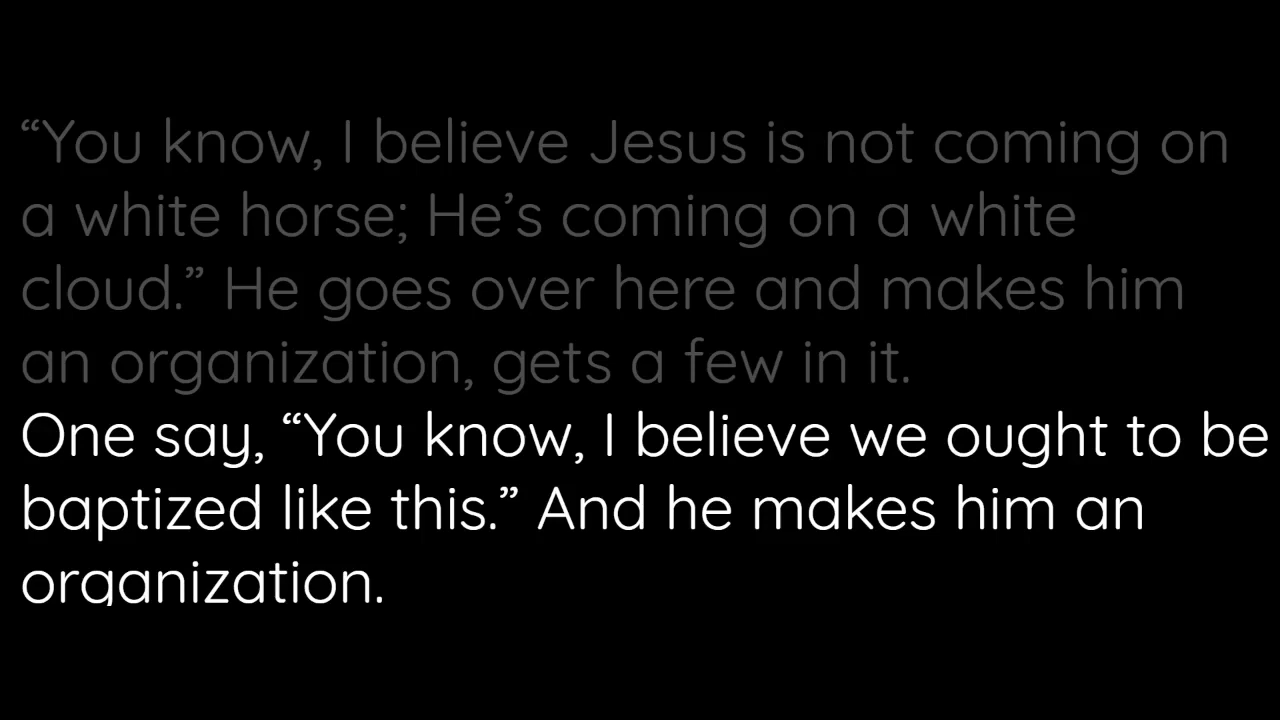 “You know, I believe Jesus is not coming on
a white horse; He’s coming on a white
cloud.” He goes over here and makes him
an organization, gets a few in it.
One say, “You know, I believe we ought to be
baptized like this.” And he makes him an
organization.